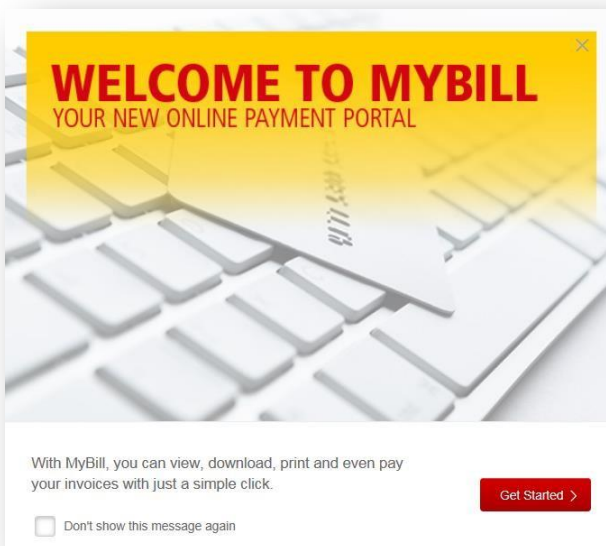 WELCOME TO MYBILL
YOUR NEW ONLINE PAYMENT PORTAL
With MyBill, you can view, download, print and even pay
your invoices with just a simple click.
Get Started >
Don't show this message again